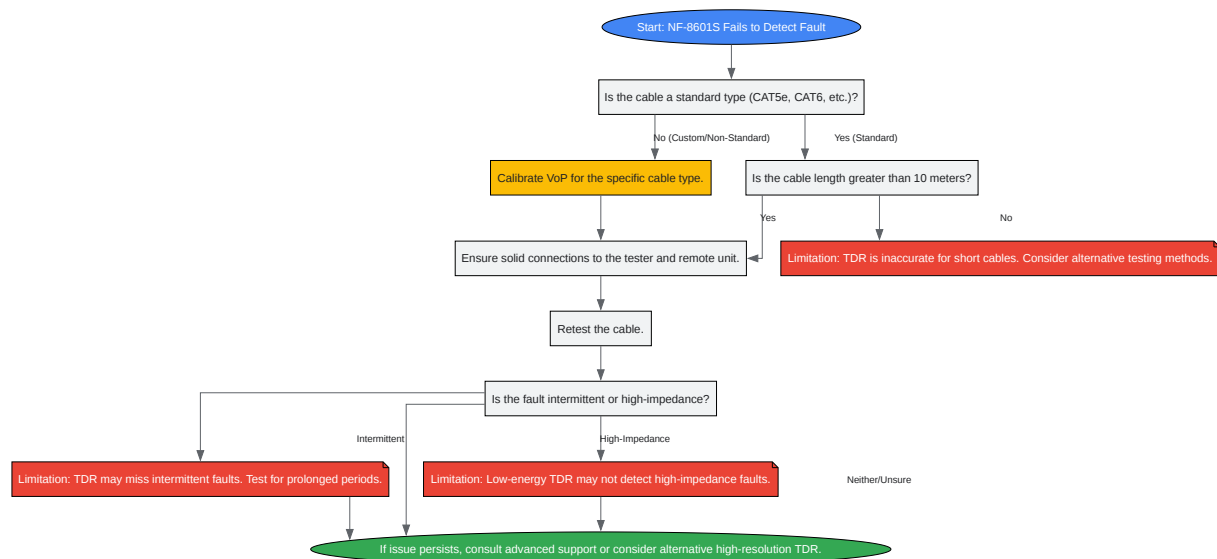 Start: NF-8601S Fails to Detect Fault
Is the cable a standard type (CAT5e, CAT6, etc.)?
No (Custom/Non-Standard)
Yes (Standard)
Calibrate VoP for the specific cable type.
Is the cable length greater than 10 meters?
Yes
No
Ensure solid connections to the tester and remote unit.
Limitation: TDR is inaccurate for short cables. Consider alternative testing methods.
Retest the cable.
Is the fault intermittent or high-impedance?
Intermittent
High-Impedance
Limitation: TDR may miss intermittent faults. Test for prolonged periods.
Limitation: Low-energy TDR may not detect high-impedance faults.
Neither/Unsure
If issue persists, consult advanced support or consider alternative high-resolution TDR.